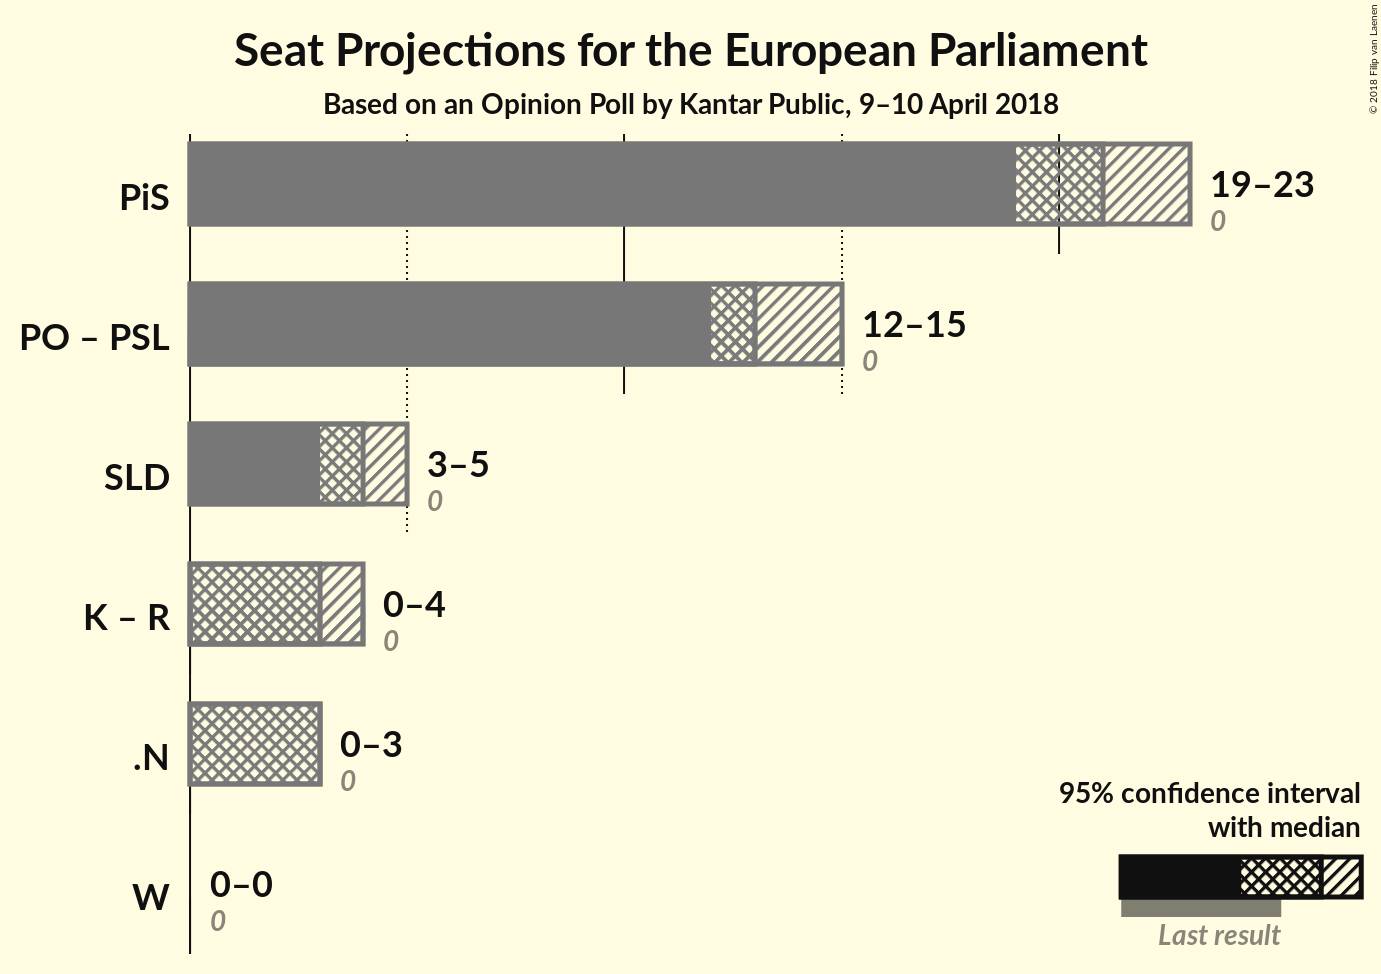 Seat Projections for the European Parliament
Based on an Opinion Poll by Kantar Public, 9–10 April 2018
© 2018 Filip van Laenen
PiS
19–23
0
PO – PSL
12–15
0
SLD
3–5
0
K – R
0–4
0
.N
0–3
0
W
0–0
0
95% confidence interval
with median
Last result